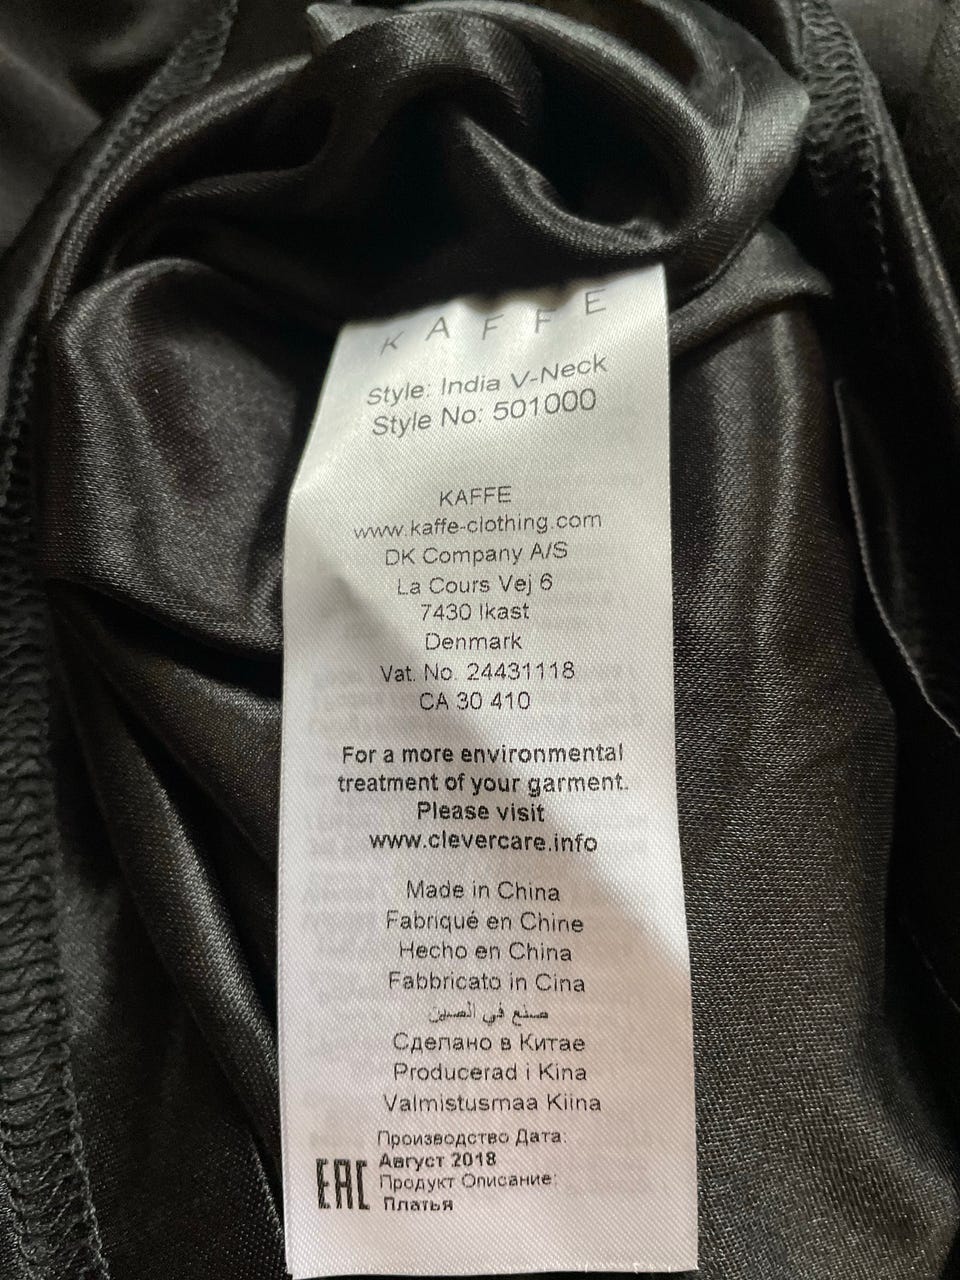 KAFFE
Style: India V-Neck
Style No: 501000
KAFFE
www.kaffe-clothing.com
DK Company A/S
La Cours Vej 6
7430 Ikast
Denmark
Vat. No. 24431118
CA 30 410
For a more environmental
treatment of your garment.
Please visit
www.clevercare.info
Made in China
Fabriqué en Chine
Hecho en China
Fabbricato in Cina
صنع في الصين
Сделано в Китае
Producerad i Kina
Valmistusmaa Kiina
Производство Дата:
Август 2018
Продукт Описание:
Платья
EAC